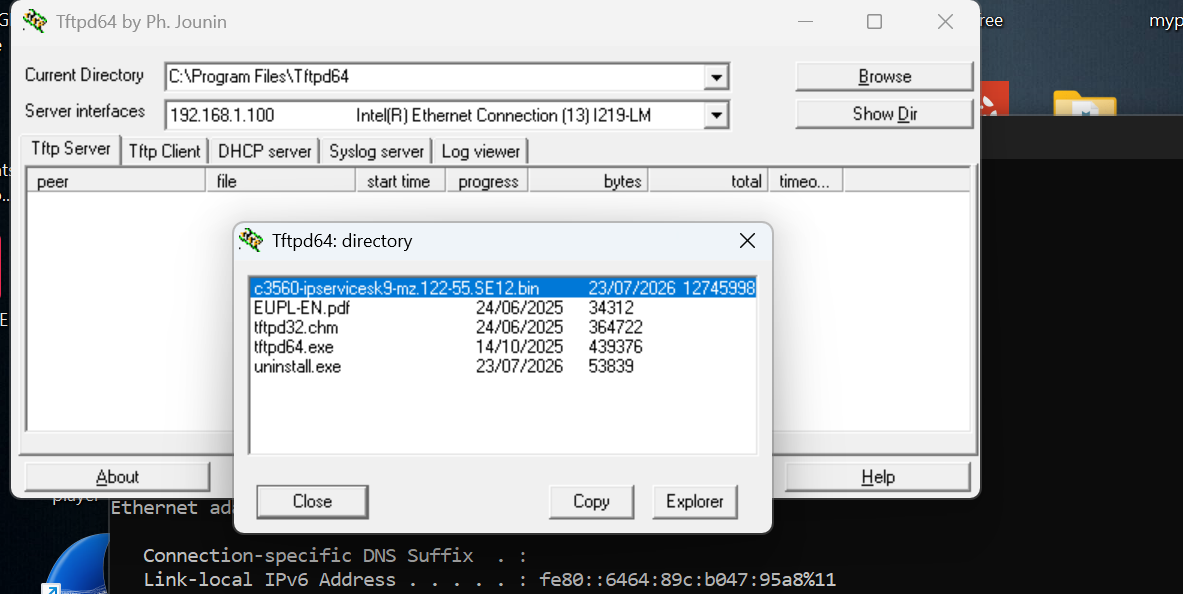 Tftpd64 by Ph. Jounin
ree
myp
Current Directory C:\Program Files\Tftpd64 Browse
Server interfaces 192.168.1.100 Intel(R) Ethernet Connection (13) I219-LM Show Dir
Tftp Server Tftp Client DHCP server Syslog server Log viewer
peer file start time progress bytes total timeo...
Tftpd64: directory
c3560-ipservicesk9-mz.122-55.SE12.bin 23/07/2026 12745998
EUPL-EN.pdf 24/06/2025 34312
tftpd32.chm 24/06/2025 364722
tftpd64.exe 14/10/2025 439376
uninstall.exe 23/07/2026 53839
About Help
Close Copy Explorer
player
Ethernet ada
Connection-specific DNS Suffix . :
Link-local IPv6 Address . . . . . : fe80::6464:89c:b047:95a8%11